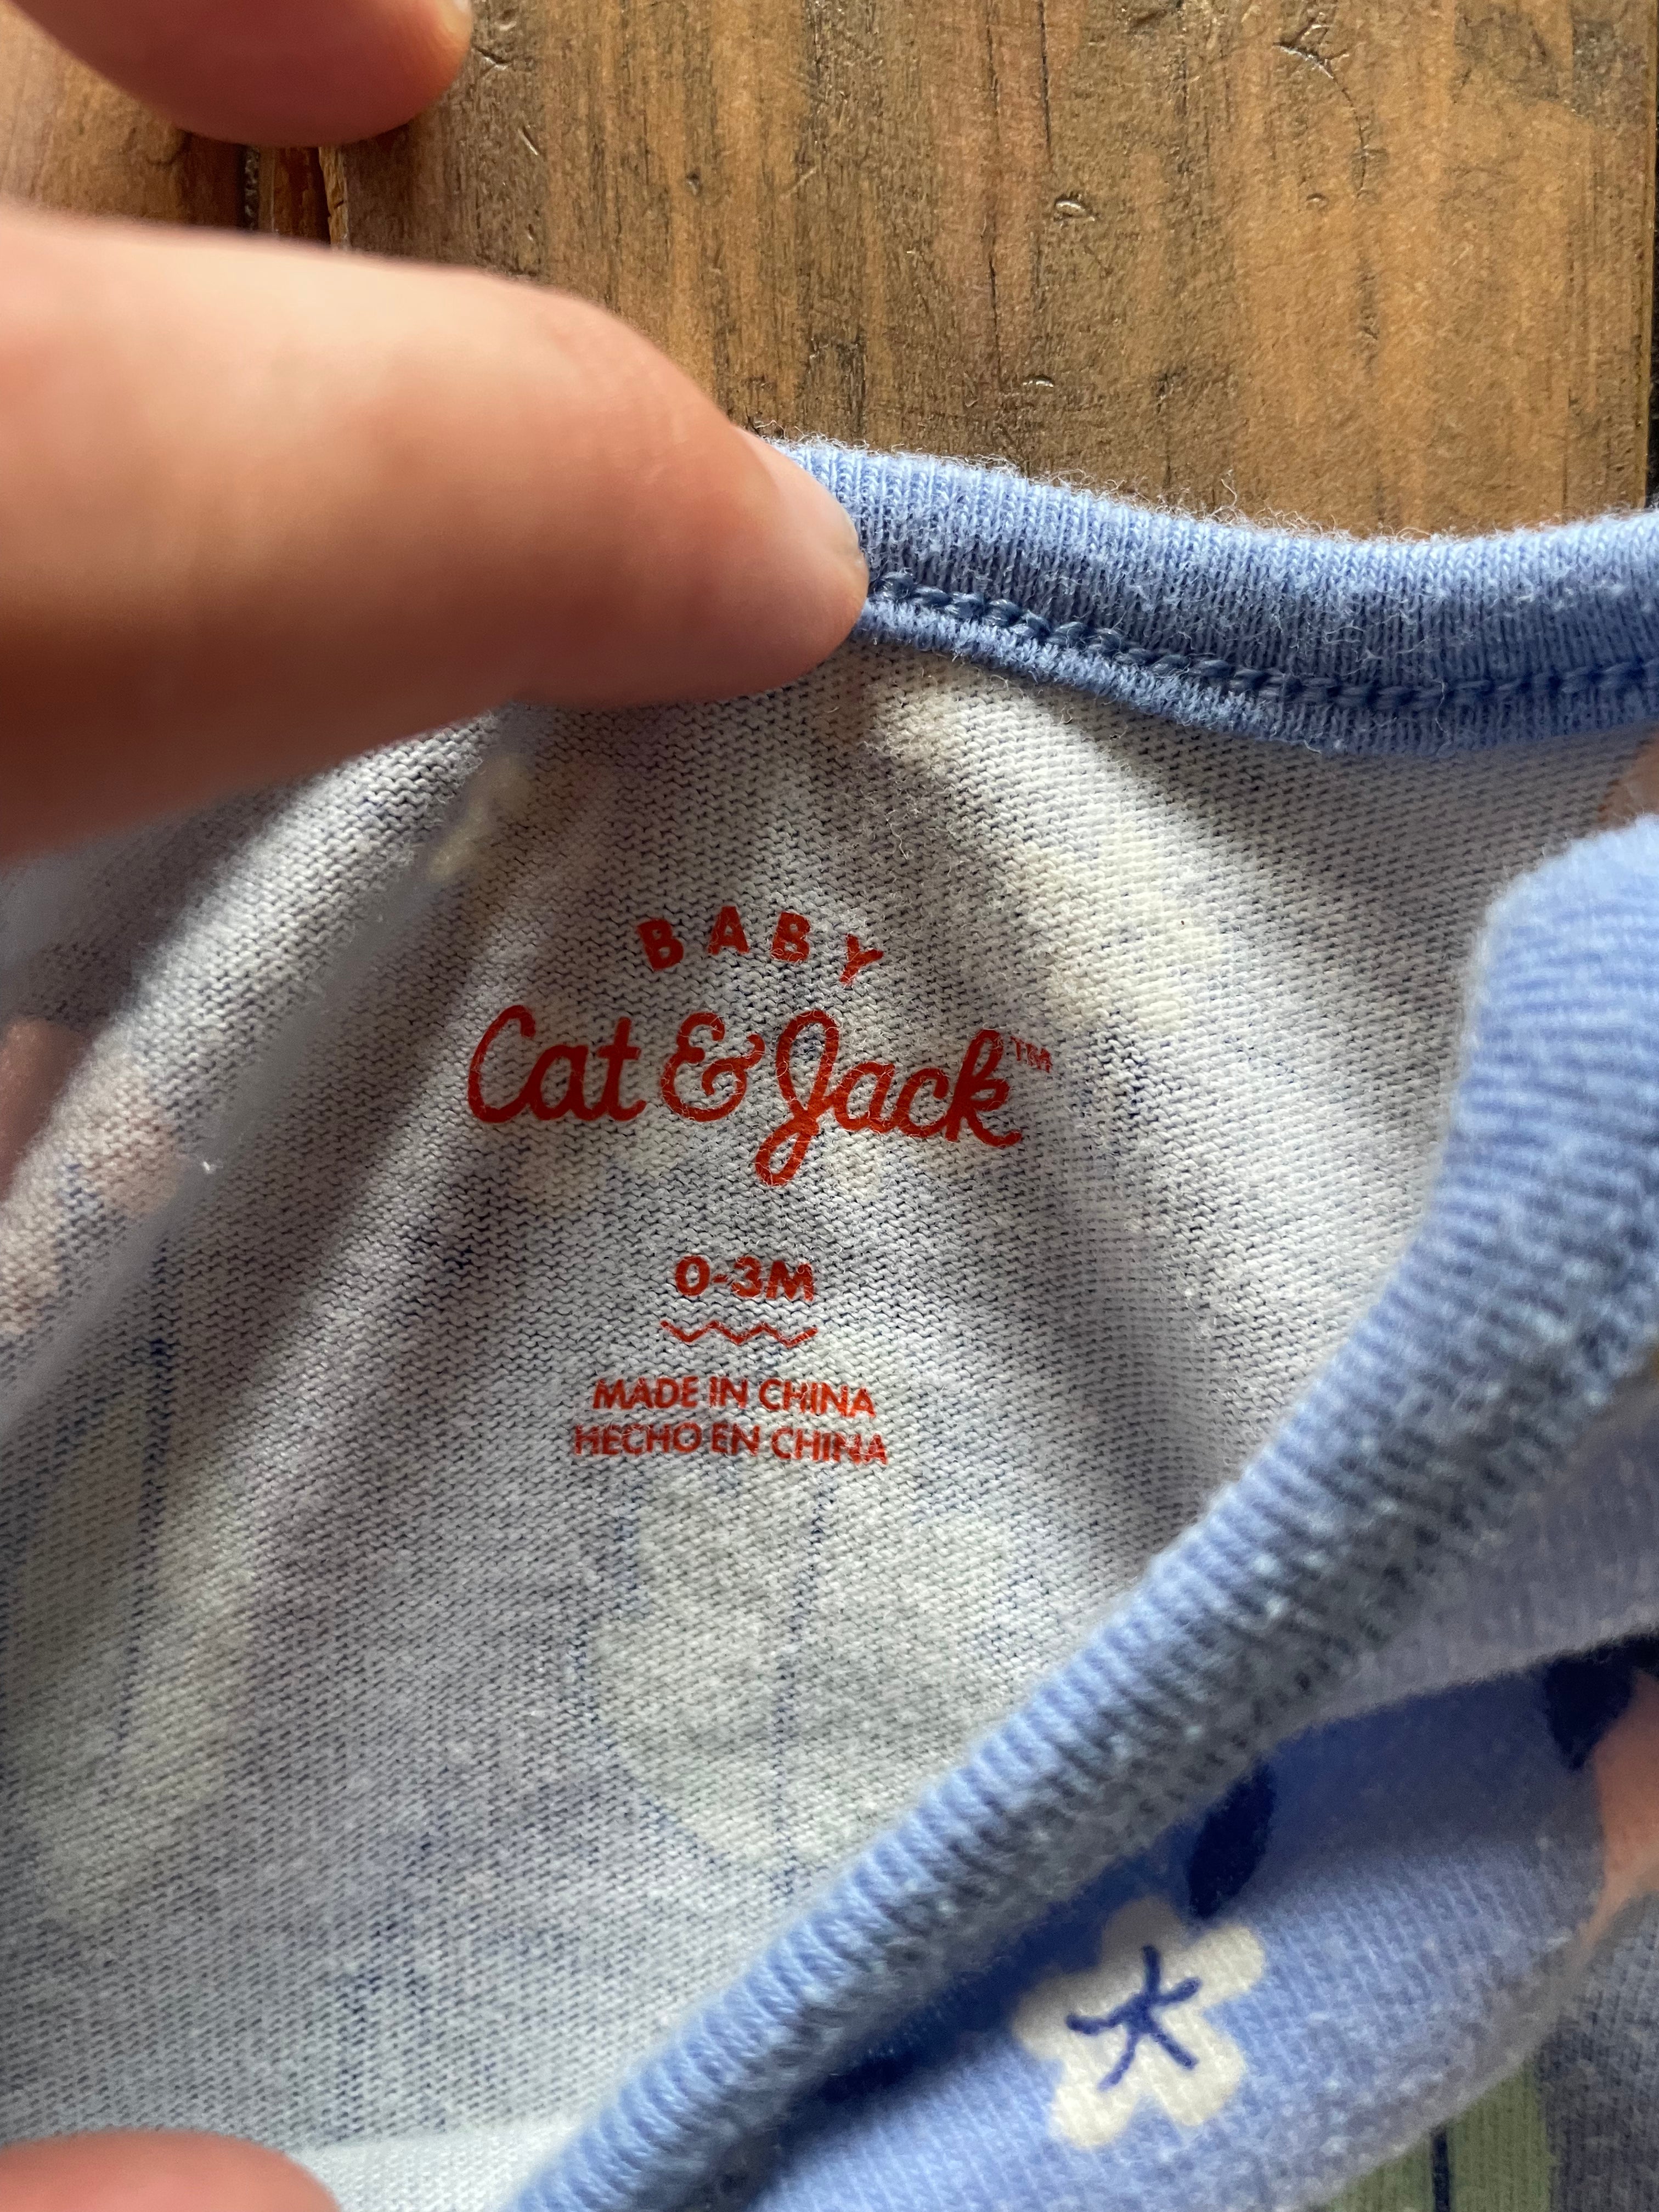 BABY
Cat & Jack™
0-3M
MADE IN CHINA
HECHO EN CHINA